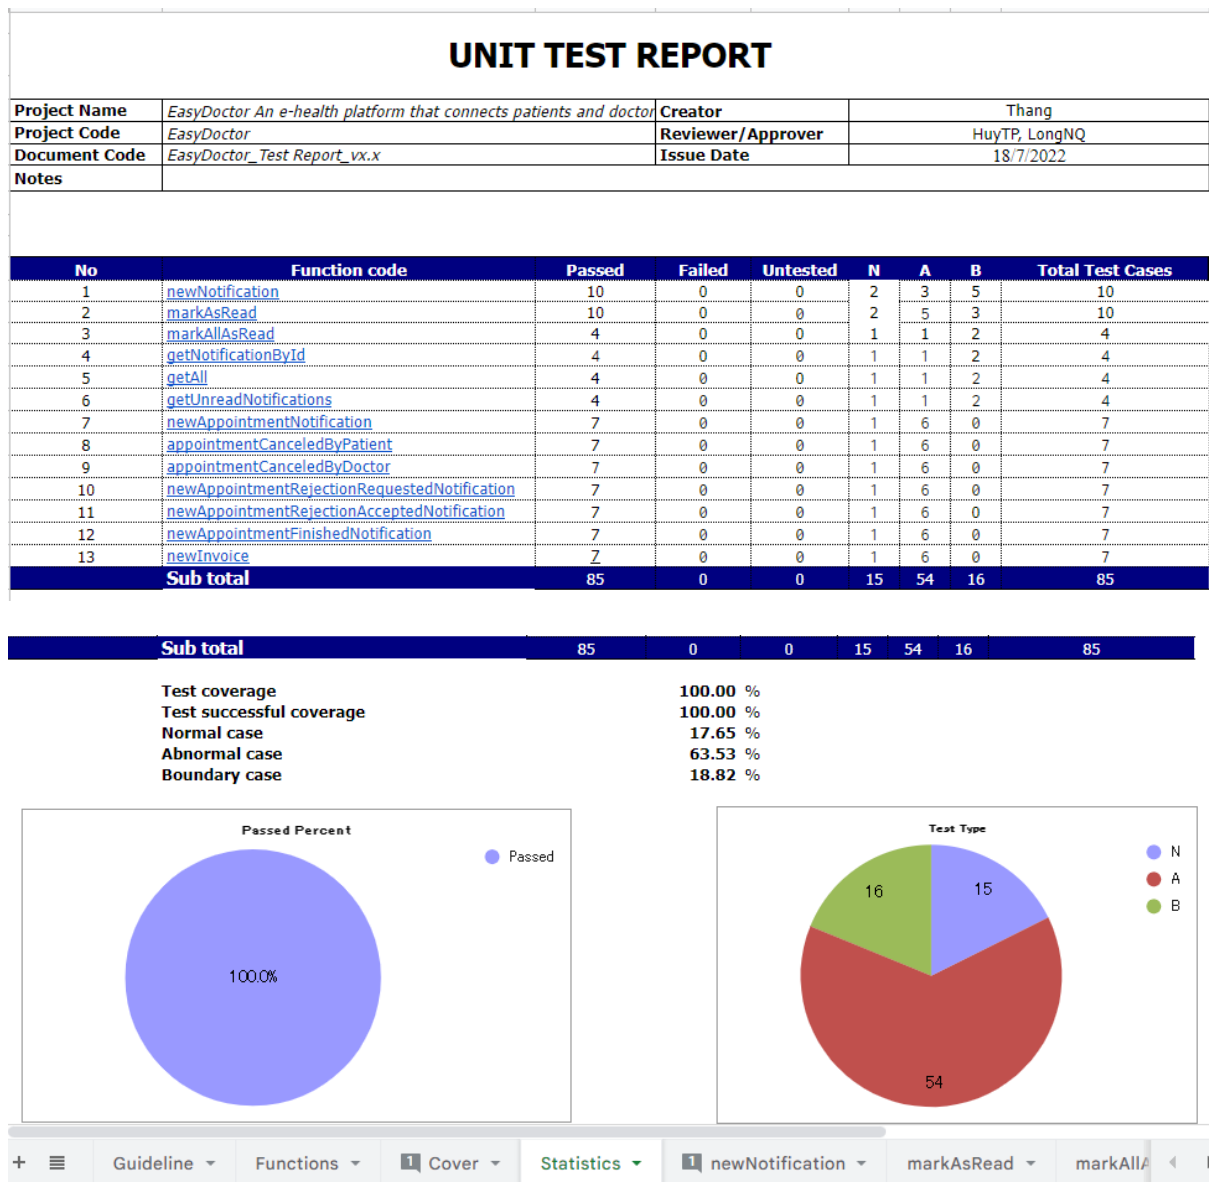 UNIT TEST REPORT
Project Name EasyDoctor An e-health platform that connects patients and doctor Creator Thang
Project Code EasyDoctor Reviewer/Approver HuyTP, LongNQ
Document Code EasyDoctor_Test Report_vx.x Issue Date 18/7/2022
Notes
No Function code Passed Failed Untested N A B Total Test Cases
1 newNotification 10 0 0 2 3 5 10
2 markAsRead 10 0 0 2 5 3 10
3 markAllAsRead 4 0 0 1 1 2 4
4 getNotificationById 4 0 0 1 1 2 4
5 getAll 4 0 0 1 1 2 4
6 getUnreadNotifications 4 0 0 1 1 2 4
7 newAppointmentNotification 7 0 0 1 6 0 7
8 appointmentCanceledByPatient 7 0 0 1 6 0 7
9 appointmentCanceledByDoctor 7 0 0 1 6 0 7
10 newAppointmentRejectionRequestedNotification 7 0 0 1 6 0 7
11 newAppointmentRejectionAcceptedNotification 7 0 0 1 6 0 7
12 newAppointmentFinishedNotification 7 0 0 1 6 0 7
13 newInvoice 7 0 0 1 6 0 7
Sub total 85 0 0 15 54 16 85
Sub total 85 0 0 15 54 16 85
Test coverage 100.00 %
Test successful coverage 100.00 %
Normal case 17.65 %
Abnormal case 63.53 %
Boundary case 18.82 %
Passed Percent
Passed
100.0%
Test Type
N
A
B
16
15
54
Guideline Functions 1 Cover Statistics 1 newNotification markAsRead markAllA